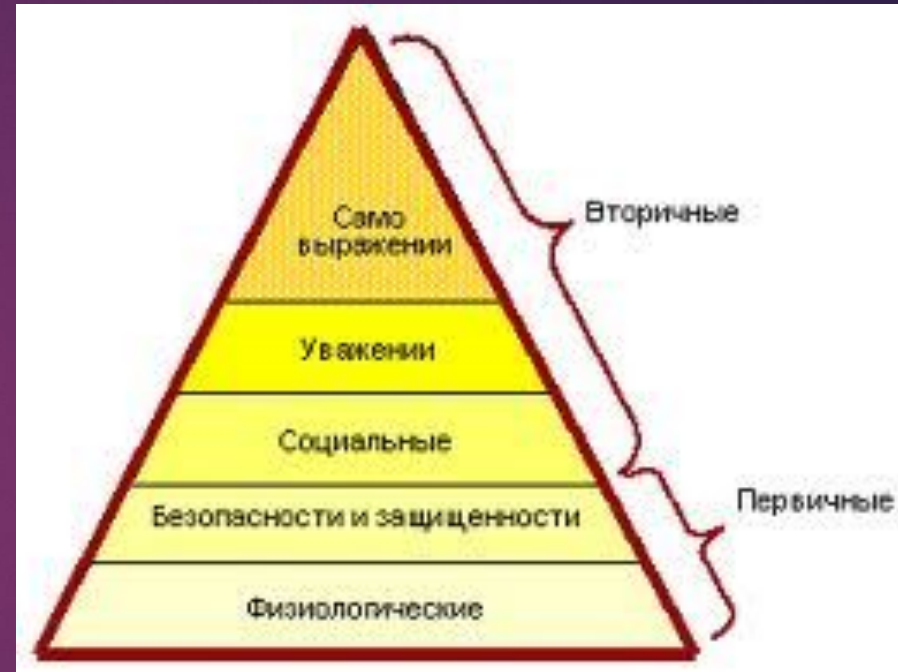 Само
выражении
Вторичные
Уважении
Социальные
Безопасности и защищенности
Первичные
Физиологические